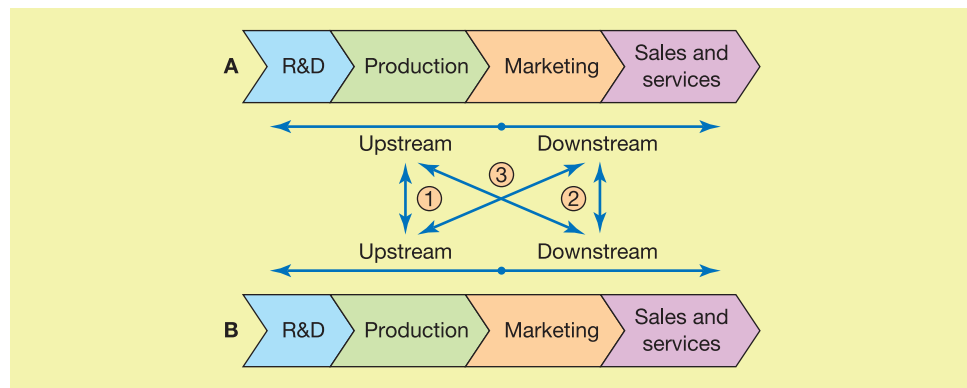 A R&D Production Marketing Sales and services
Upstream Downstream
3
1 2
Upstream Downstream
B R&D Production Marketing Sales and services